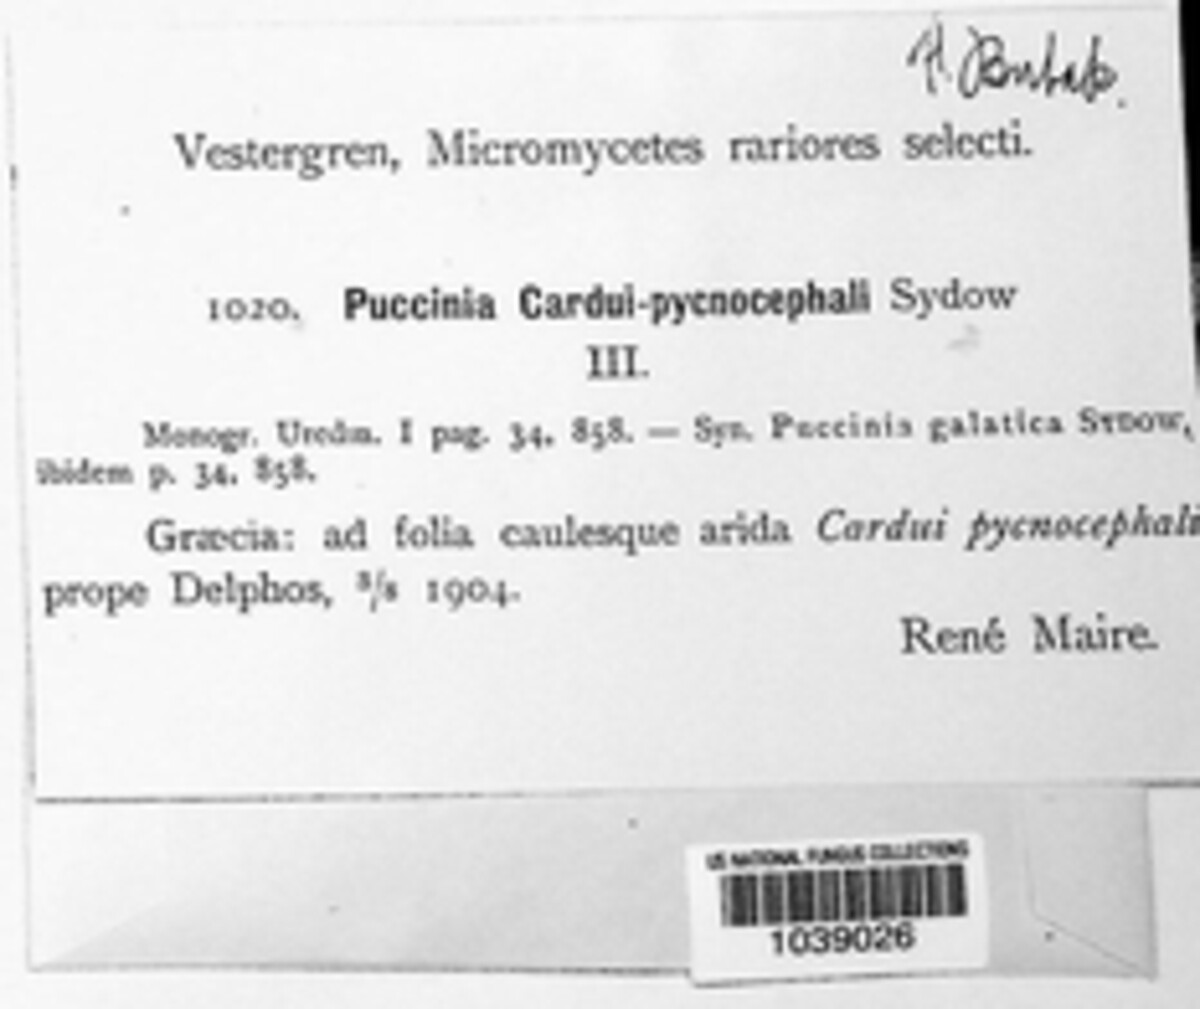 F. Bubak.
Vestergren, Micromycetes rariores selecti.
1020. Puccinia Cardui-pycnocephali Sydow
III.
Monogr. Uredin. I pag. 34, 858. — Syn. Puccinia galatica Sydow,
ibidem p. 34, 858.
Græcia: ad folia caulesque arida Cardui pycnocephali
prope Delphos, 1904.
René Maire.
US NATIONAL FUNGUS COLLECTIONS
1039026